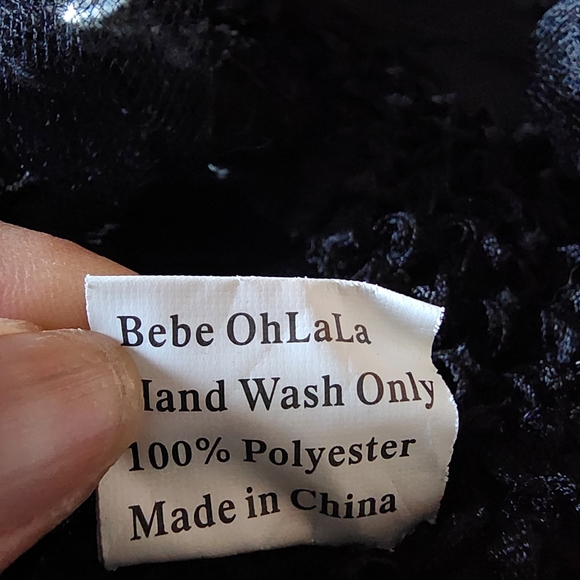 Bebe OhLaLa
Hand Wash Only
100% Polyester
Made in China